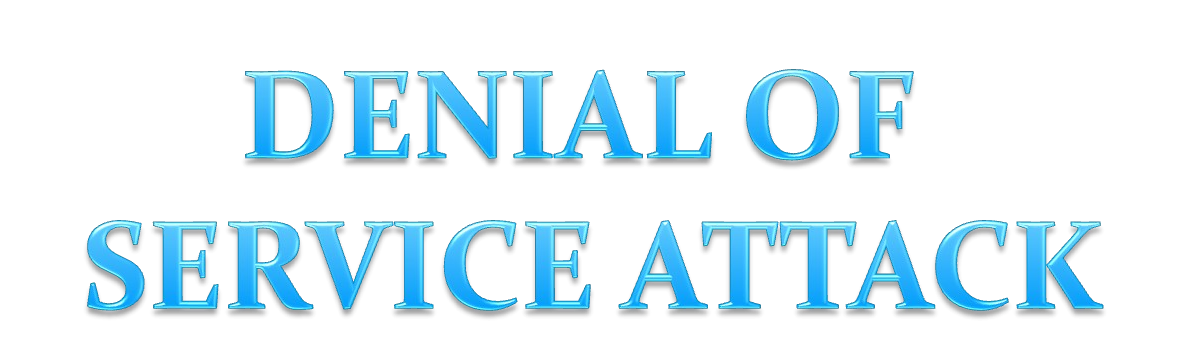 DENIAL OF
SERVICE ATTACK